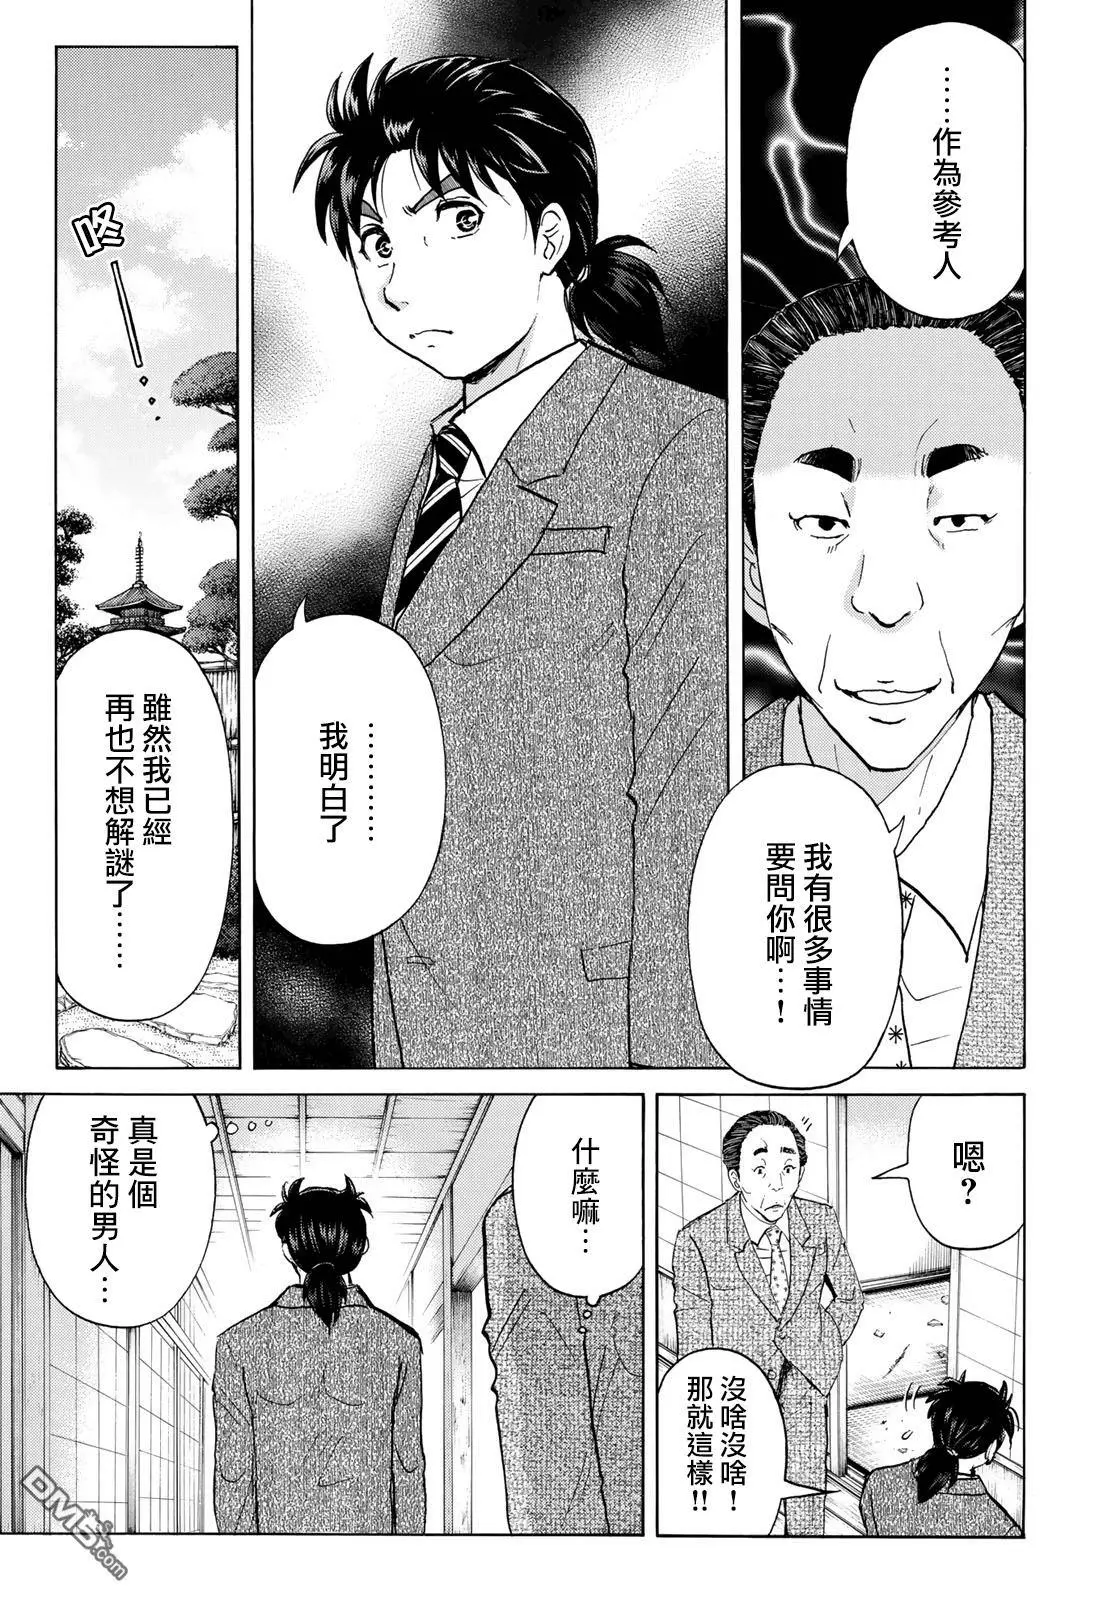 ……作為參考人
我有很多事情
要問你啊…！
…………
我明白了
咚
雖然我已經
再也不想解謎了……
嗯？
沒啥沒啥！
那就這樣！！
什麼嘛…
真是個
奇怪的男人…
DM5.com